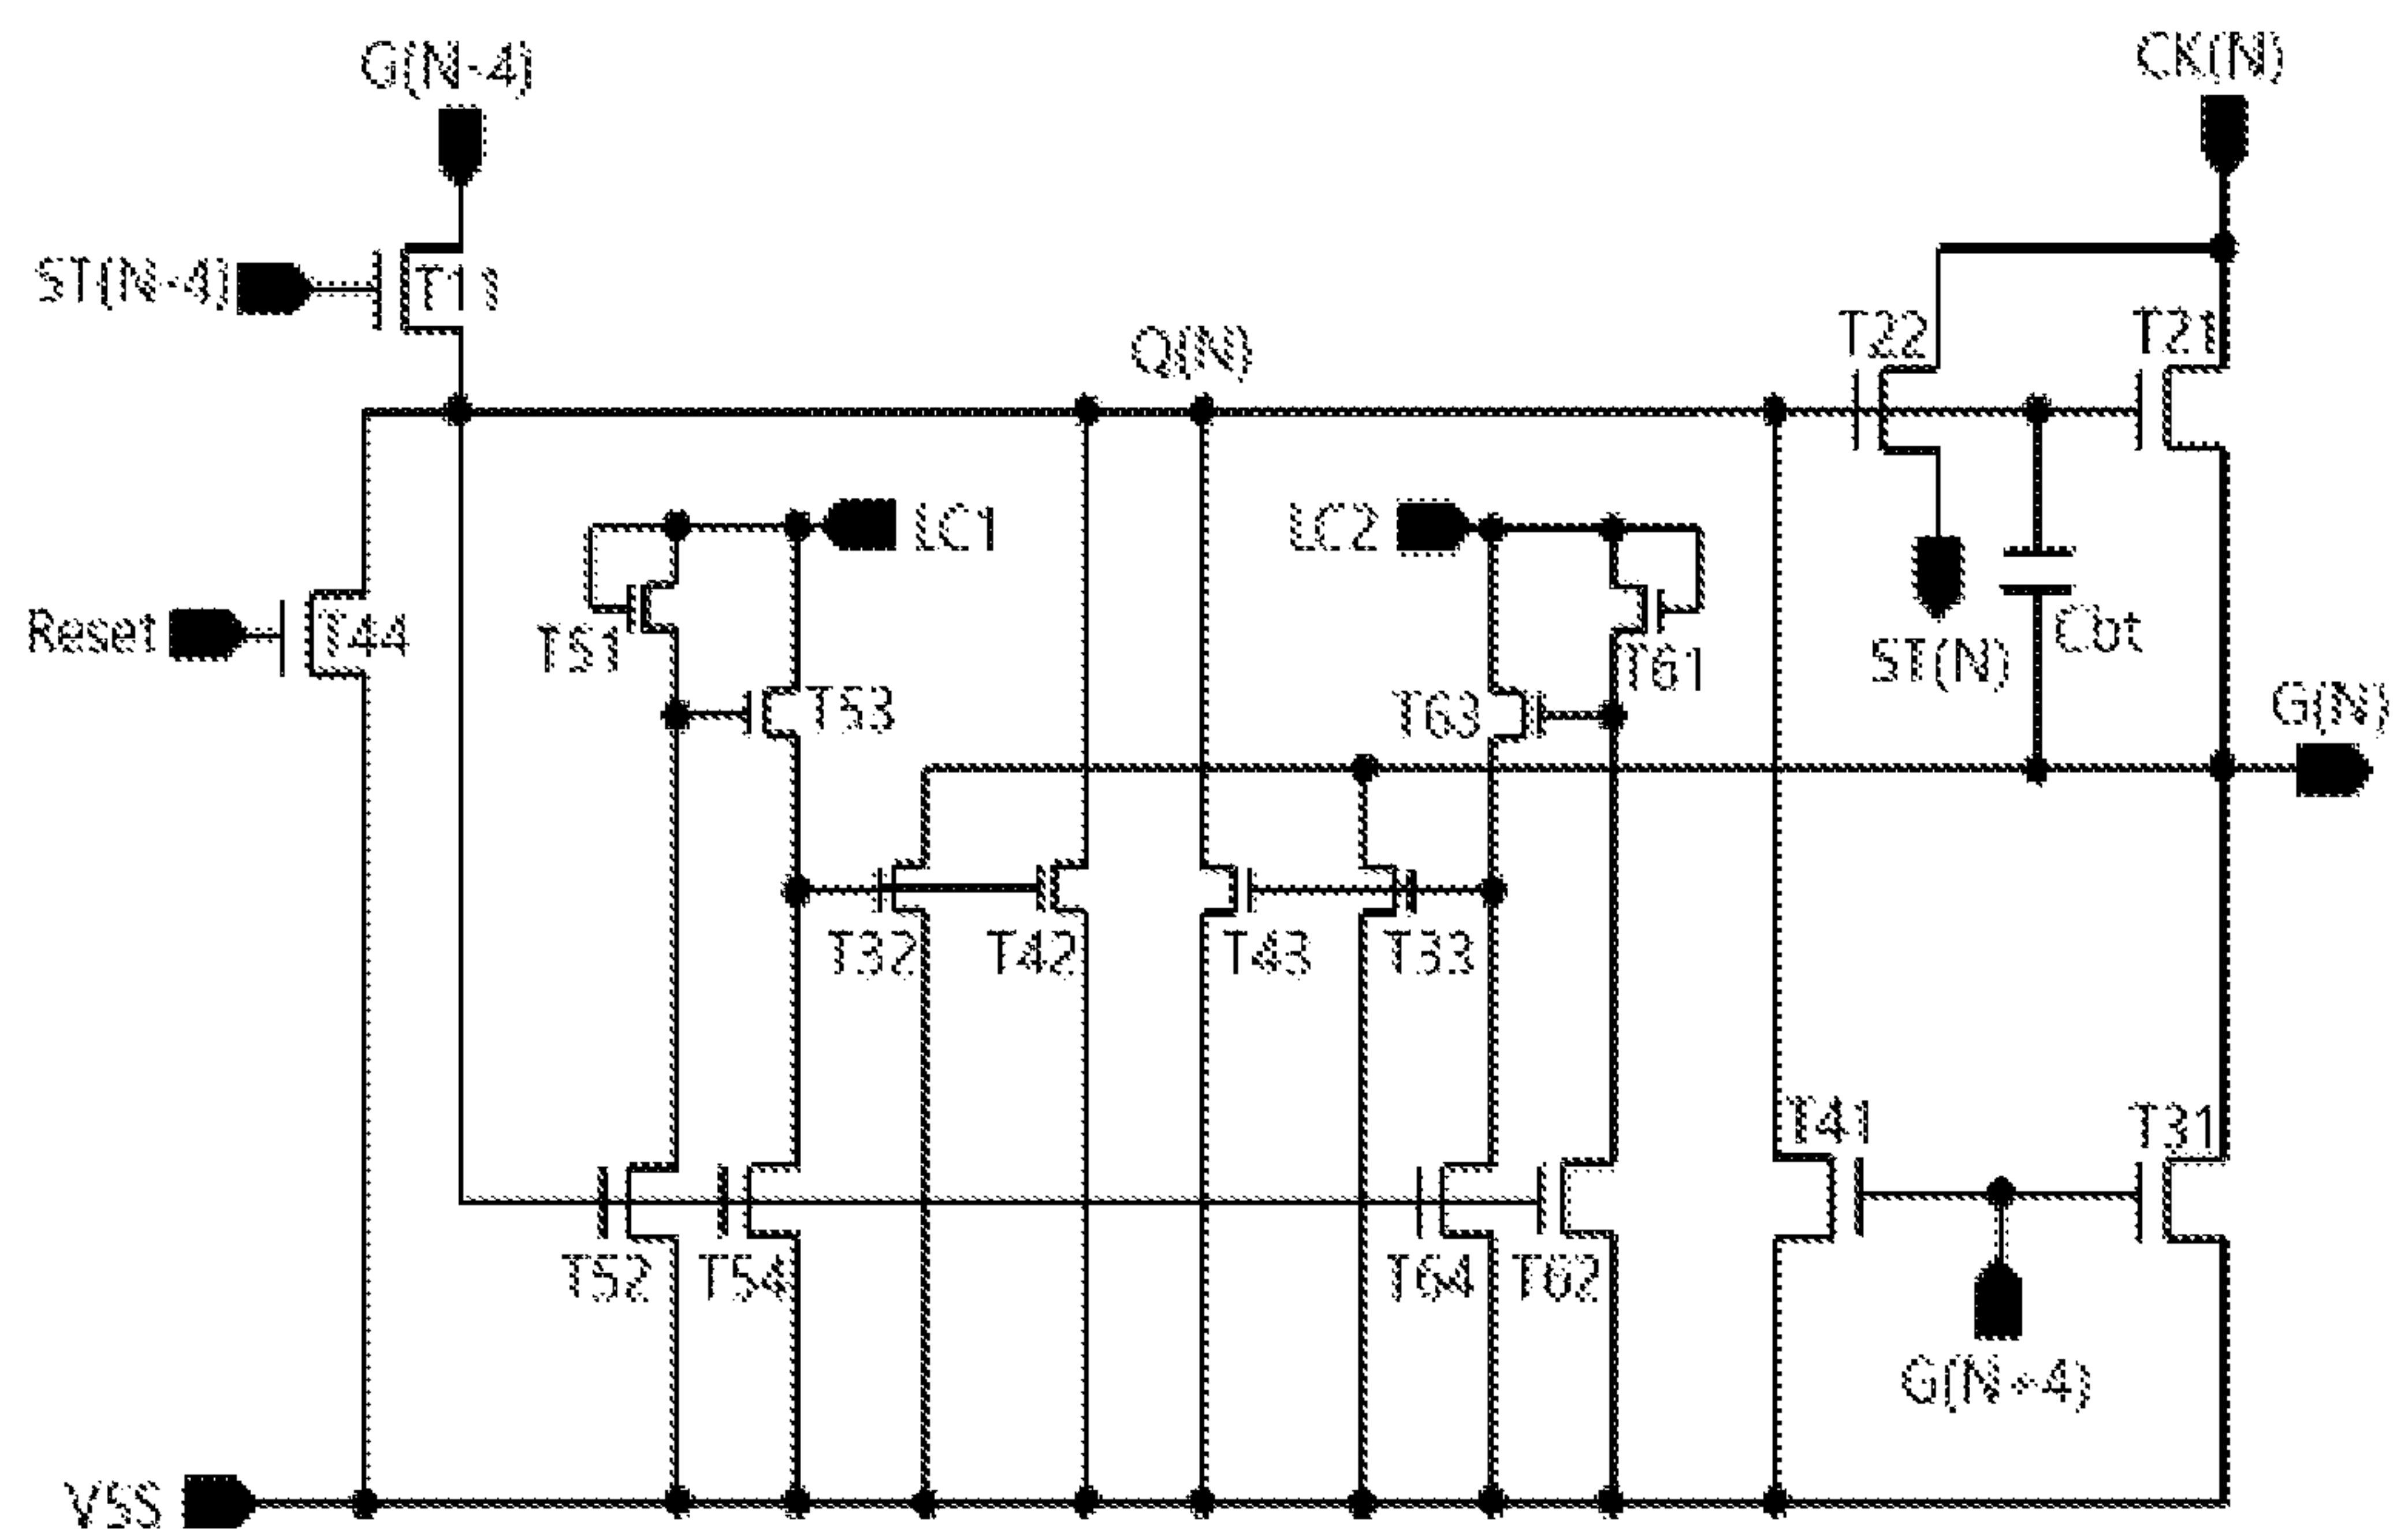 G(N-4)
CK(N)
ST(N-4)
T11
Q(N)
T22
T21
LC1
LC2
Reset
T44
T51
T61
Cbt
ST(N)
T53
T63
G(N)
T32
T42
T43
T33
T41
T31
T52
T54
T64
T62
G(N+4)
VSS